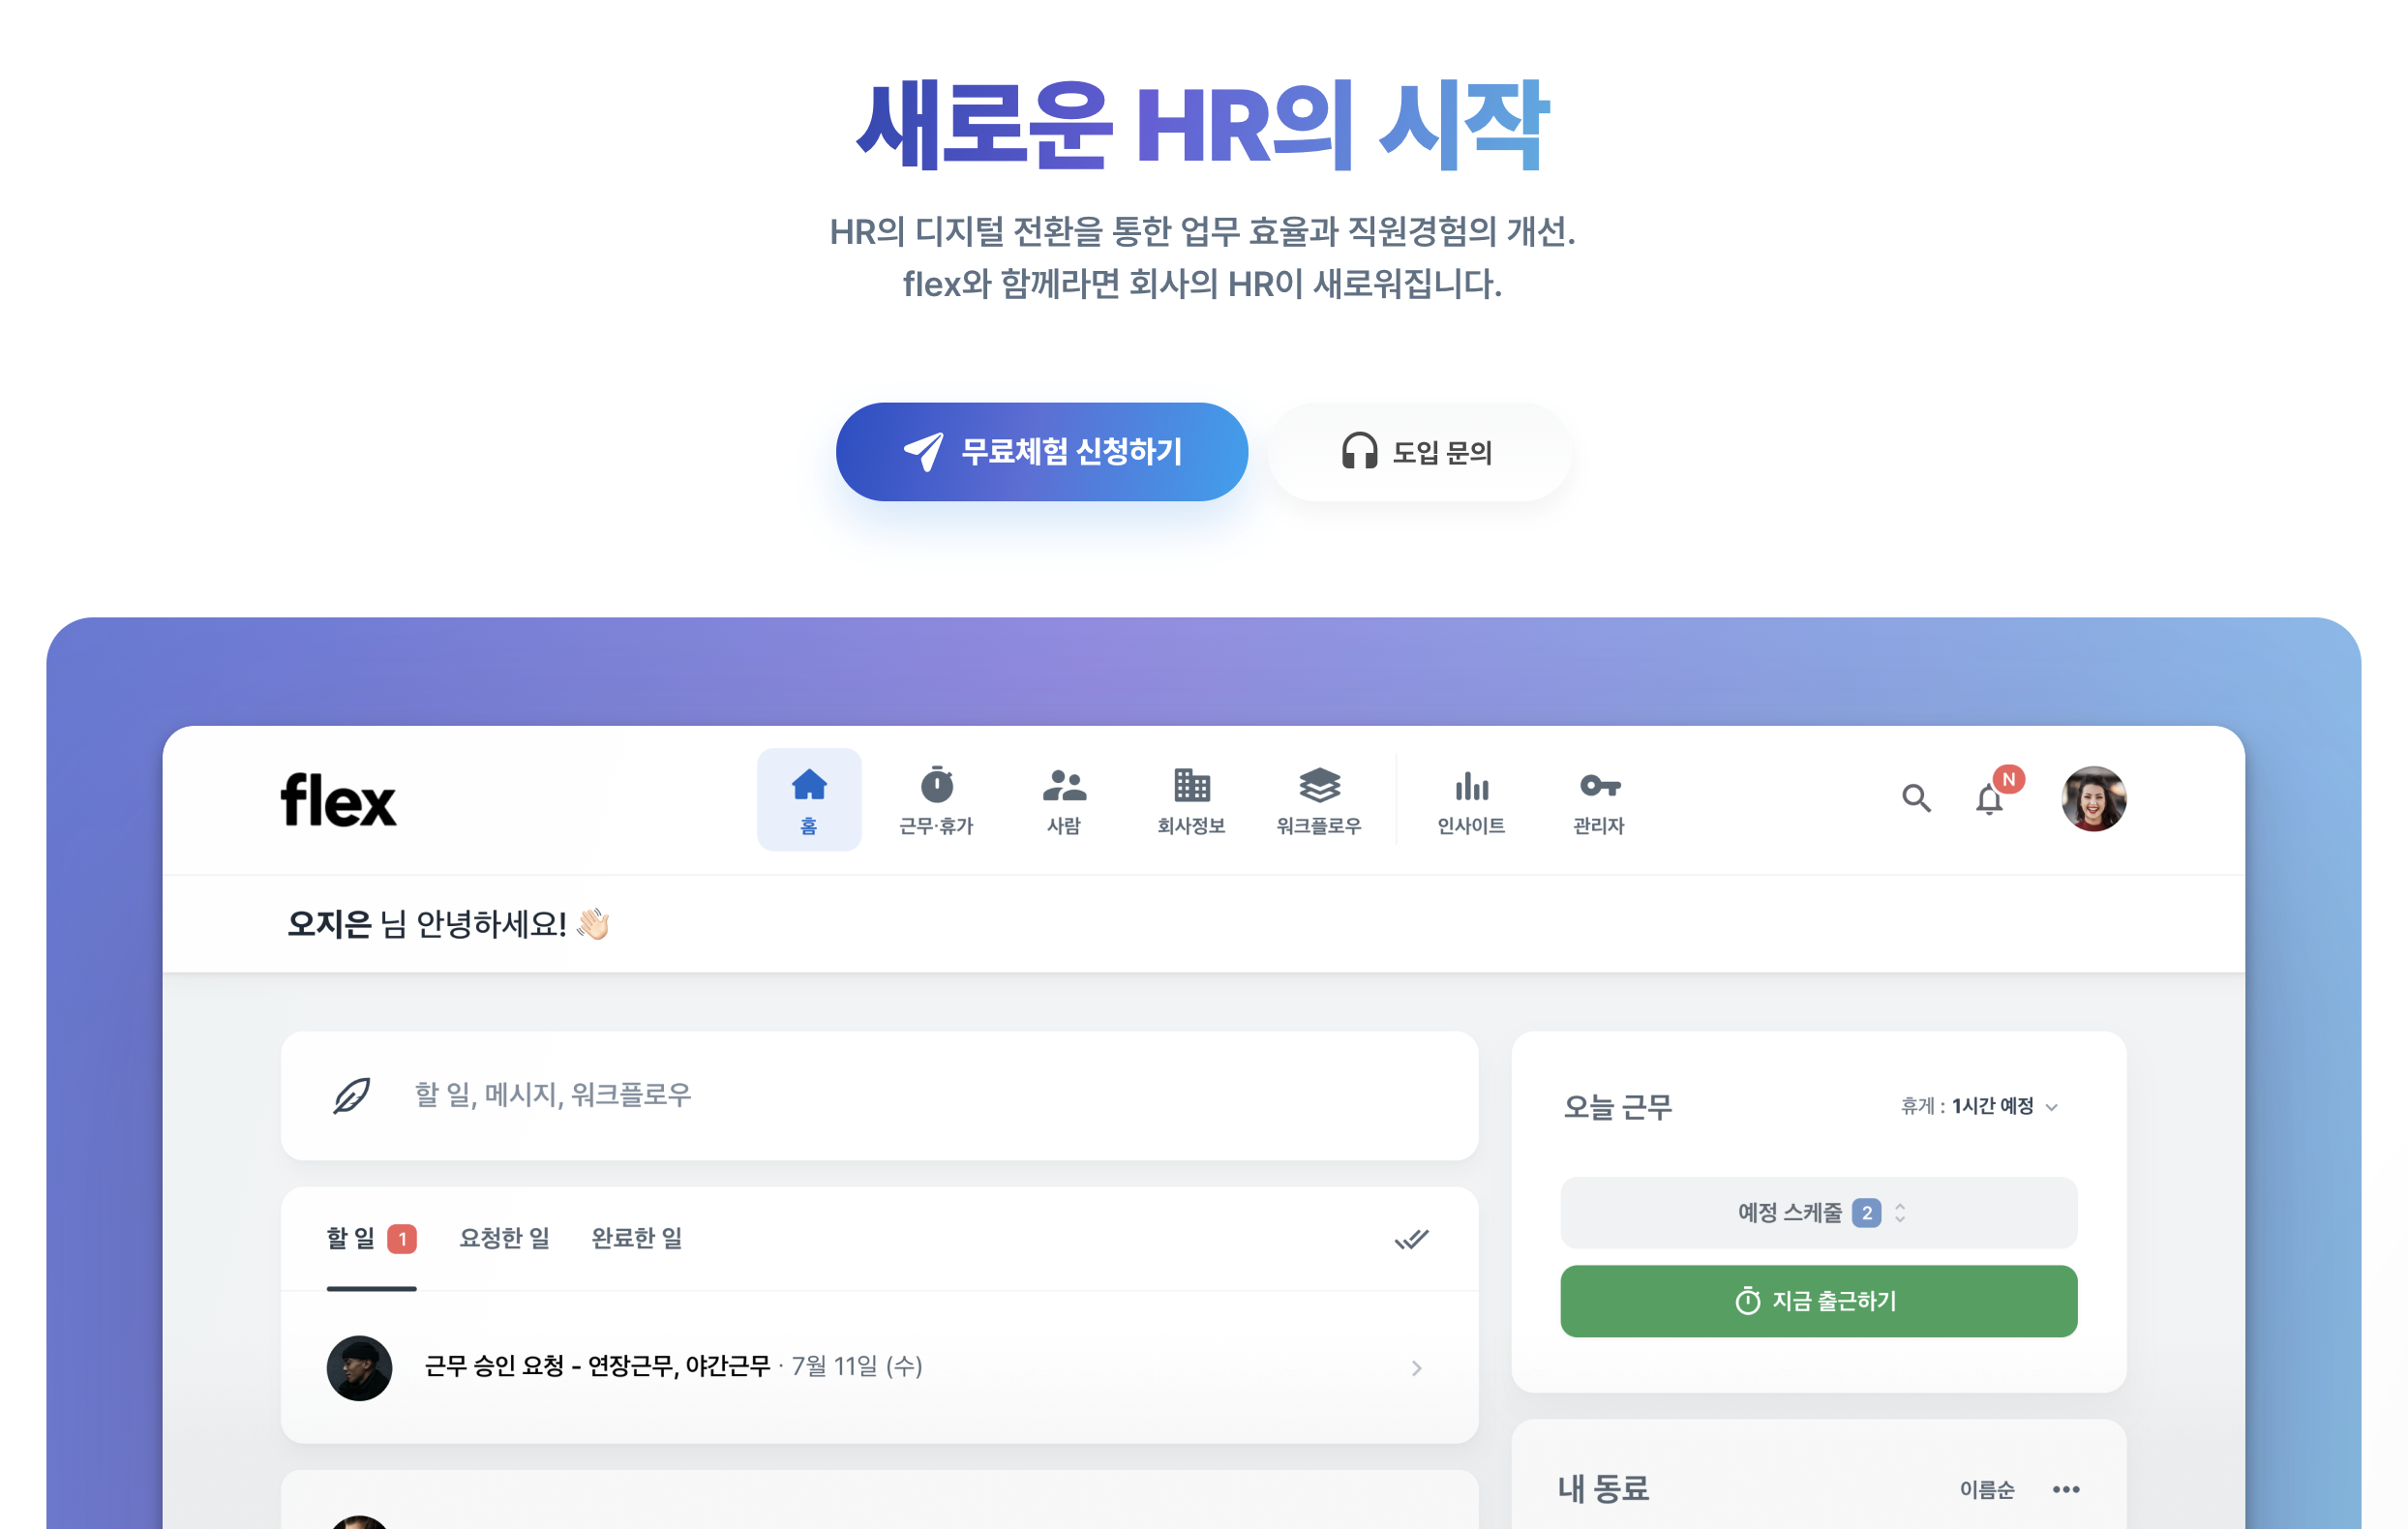 새로운 HR의 시작
HR의 디지털 전환을 통한 업무 효율과 직원경험의 개선.
flex와 함께라면 회사의 HR이 새로워집니다.
무료체험 신청하기
도입 문의
flex
홈
근무·휴가
사람
회사정보
워크플로우
인사이트
관리자
N
오지은 님 안녕하세요! 👋🏻
할 일, 메시지, 워크플로우
할 일 1
요청한 일
완료한 일
근무 승인 요청 - 연장근무, 야간근무 · 7월 11일 (수)
오늘 근무
휴게 : 1시간 예정
예정 스케줄 2
지금 출근하기
내 동료
이름순